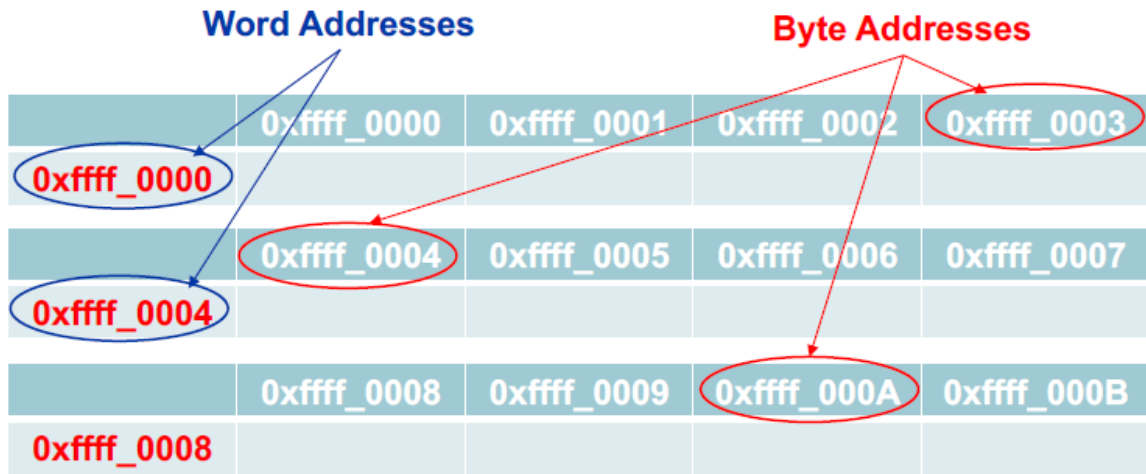 Word Addresses Byte Addresses
0xffff_0000 0xffff_0001 0xffff_0002 0xffff_0003
0xffff_0000
0xffff_0004 0xffff_0005 0xffff_0006 0xffff_0007
0xffff_0004
0xffff_0008 0xffff_0009 0xffff_000A 0xffff_000B
0xffff_0008